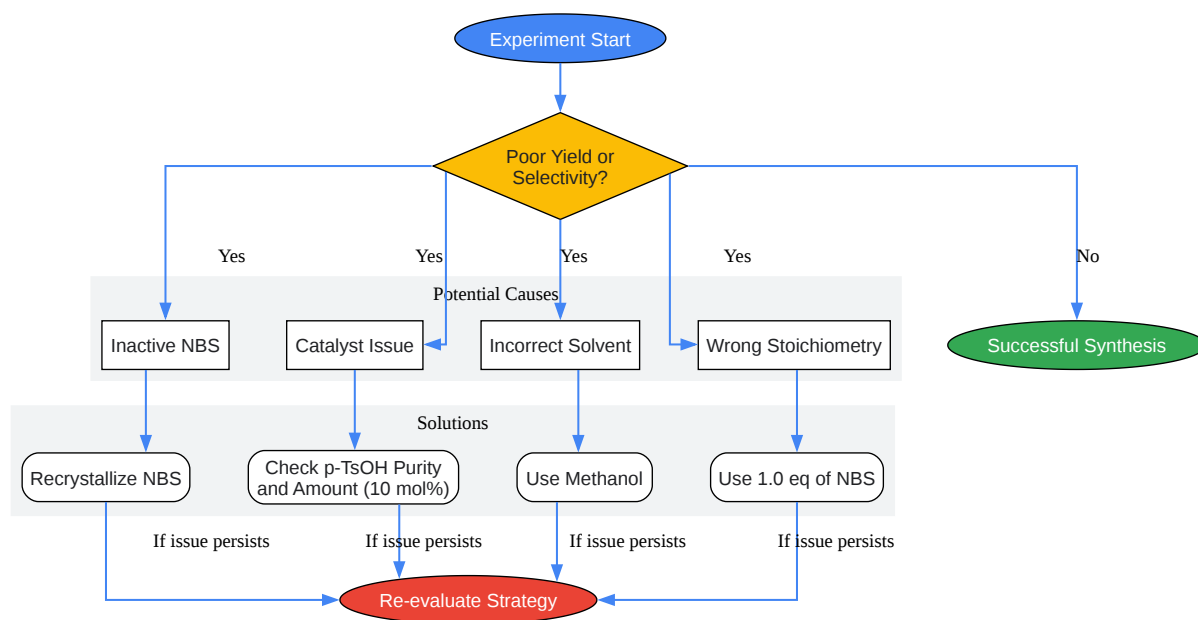 Experiment Start
Poor Yield or
Selectivity?
Yes
Yes
Yes
Yes
No
Potential Causes
Inactive NBS
Catalyst Issue
Incorrect Solvent
Wrong Stoichiometry
Successful Synthesis
Solutions
Recrystallize NBS
Check p-TsOH Purity
and Amount (10 mol%)
Use Methanol
Use 1.0 eq of NBS
If issue persists
If issue persists
If issue persists
If issue persists
Re-evaluate Strategy